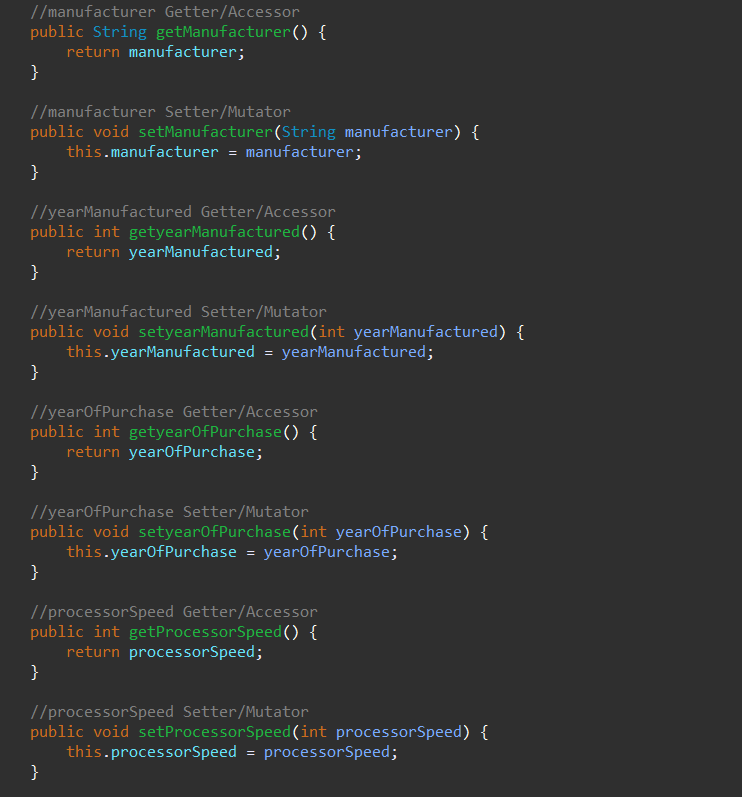 //manufacturer Getter/Accessor
public String getManufacturer() {
return manufacturer;
}
//manufacturer Setter/Mutator
public void setManufacturer(String manufacturer) {
this.manufacturer = manufacturer;
}
//yearManufactured Getter/Accessor
public int getyearManufactured() {
return yearManufactured;
}
//yearManufactured Setter/Mutator
public void setyearManufactured(int yearManufactured) {
this.yearManufactured = yearManufactured;
}
//yearOfPurchase Getter/Accessor
public int getyearOfPurchase() {
return yearOfPurchase;
}
//yearOfPurchase Setter/Mutator
public void setyearOfPurchase(int yearOfPurchase) {
this.yearOfPurchase = yearOfPurchase;
}
//processorSpeed Getter/Accessor
public int getProcessorSpeed() {
return processorSpeed;
}
//processorSpeed Setter/Mutator
public void setProcessorSpeed(int processorSpeed) {
this.processorSpeed = processorSpeed;
}